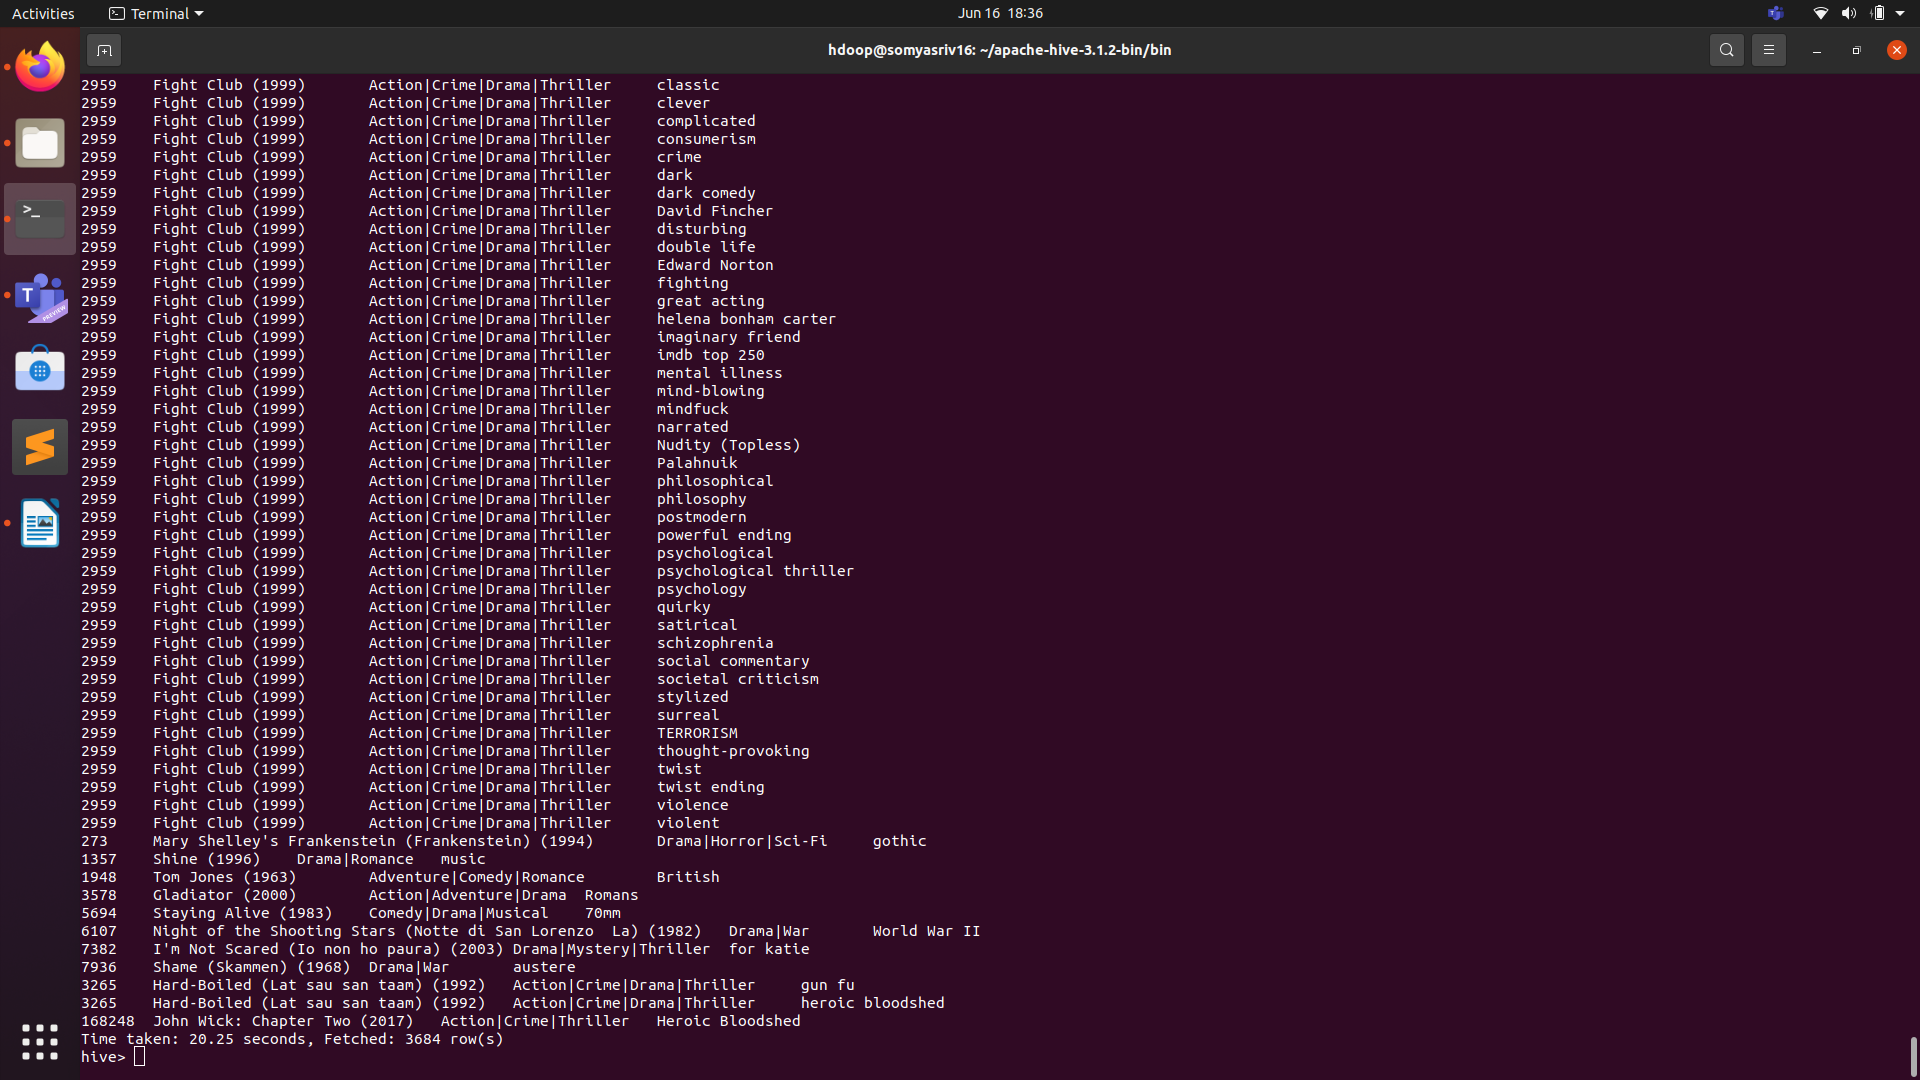 Activities Terminal Jun 16 18:36
hdoop@somyasriv16: ~/apache-hive-3.1.2-bin/bin
2959 Fight Club (1999) Action|Crime|Drama|Thriller classic
2959 Fight Club (1999) Action|Crime|Drama|Thriller clever
2959 Fight Club (1999) Action|Crime|Drama|Thriller complicated
2959 Fight Club (1999) Action|Crime|Drama|Thriller consumerism
2959 Fight Club (1999) Action|Crime|Drama|Thriller crime
2959 Fight Club (1999) Action|Crime|Drama|Thriller dark
2959 Fight Club (1999) Action|Crime|Drama|Thriller dark comedy
2959 Fight Club (1999) Action|Crime|Drama|Thriller David Fincher
2959 Fight Club (1999) Action|Crime|Drama|Thriller disturbing
2959 Fight Club (1999) Action|Crime|Drama|Thriller double life
2959 Fight Club (1999) Action|Crime|Drama|Thriller Edward Norton
2959 Fight Club (1999) Action|Crime|Drama|Thriller fighting
2959 Fight Club (1999) Action|Crime|Drama|Thriller great acting
2959 Fight Club (1999) Action|Crime|Drama|Thriller helena bonham carter
2959 Fight Club (1999) Action|Crime|Drama|Thriller imaginary friend
2959 Fight Club (1999) Action|Crime|Drama|Thriller imdb top 250
2959 Fight Club (1999) Action|Crime|Drama|Thriller mental illness
2959 Fight Club (1999) Action|Crime|Drama|Thriller mind-blowing
2959 Fight Club (1999) Action|Crime|Drama|Thriller mindfuck
2959 Fight Club (1999) Action|Crime|Drama|Thriller narrated
2959 Fight Club (1999) Action|Crime|Drama|Thriller Nudity (Topless)
2959 Fight Club (1999) Action|Crime|Drama|Thriller Palahnuik
2959 Fight Club (1999) Action|Crime|Drama|Thriller philosophical
2959 Fight Club (1999) Action|Crime|Drama|Thriller philosophy
2959 Fight Club (1999) Action|Crime|Drama|Thriller postmodern
2959 Fight Club (1999) Action|Crime|Drama|Thriller powerful ending
2959 Fight Club (1999) Action|Crime|Drama|Thriller psychological
2959 Fight Club (1999) Action|Crime|Drama|Thriller psychological thriller
2959 Fight Club (1999) Action|Crime|Drama|Thriller psychology
2959 Fight Club (1999) Action|Crime|Drama|Thriller quirky
2959 Fight Club (1999) Action|Crime|Drama|Thriller satirical
2959 Fight Club (1999) Action|Crime|Drama|Thriller schizophrenia
2959 Fight Club (1999) Action|Crime|Drama|Thriller social commentary
2959 Fight Club (1999) Action|Crime|Drama|Thriller societal criticism
2959 Fight Club (1999) Action|Crime|Drama|Thriller stylized
2959 Fight Club (1999) Action|Crime|Drama|Thriller surreal
2959 Fight Club (1999) Action|Crime|Drama|Thriller TERRORISM
2959 Fight Club (1999) Action|Crime|Drama|Thriller thought-provoking
2959 Fight Club (1999) Action|Crime|Drama|Thriller twist
2959 Fight Club (1999) Action|Crime|Drama|Thriller twist ending
2959 Fight Club (1999) Action|Crime|Drama|Thriller violence
2959 Fight Club (1999) Action|Crime|Drama|Thriller violent
273 Mary Shelley's Frankenstein (Frankenstein) (1994) Drama|Horror|Sci-Fi gothic
1357 Shine (1996) Drama|Romance music
1948 Tom Jones (1963) Adventure|Comedy|Romance British
3578 Gladiator (2000) Action|Adventure|Drama Romans
5694 Staying Alive (1983) Comedy|Drama|Musical 70mm
6107 Night of the Shooting Stars (Notte di San Lorenzo  La) (1982) Drama|War World War II
7382 I'm Not Scared (Io non ho paura) (2003) Drama|Mystery|Thriller for katie
7936 Shame (Skammen) (1968) Drama|War austere
3265 Hard-Boiled (Lat sau san taam) (1992) Action|Crime|Drama|Thriller gun fu
3265 Hard-Boiled (Lat sau san taam) (1992) Action|Crime|Drama|Thriller heroic bloodshed
168248 John Wick: Chapter Two (2017) Action|Crime|Thriller Heroic Bloodshed
Time taken: 20.25 seconds, Fetched: 3684 row(s)
hive>